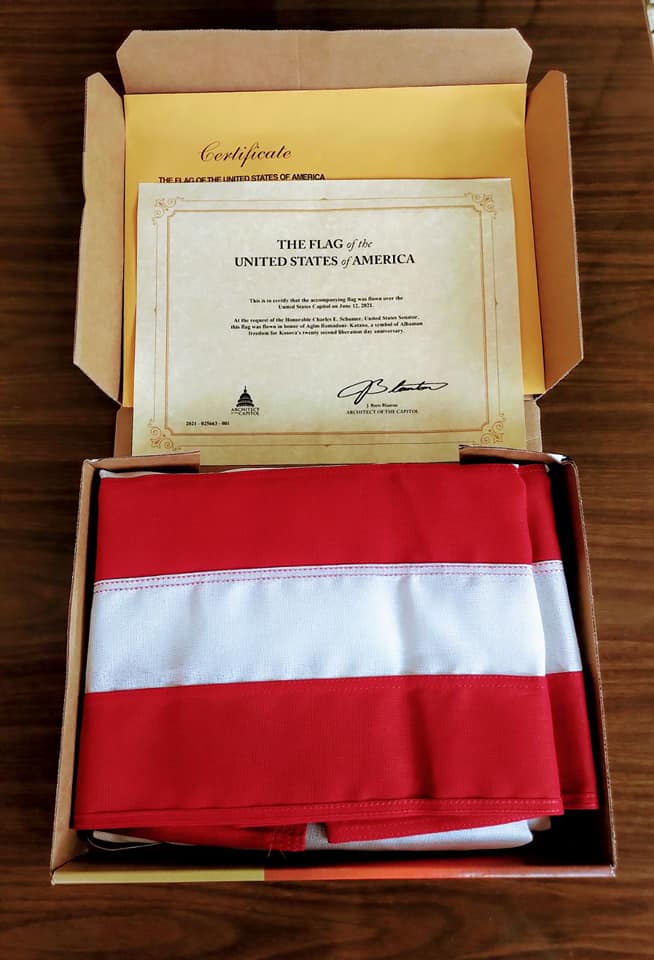 Certificate
THE FLAG OF THE UNITED STATES OF AMERICA
THE FLAG of the
UNITED STATES of AMERICA
This is to certify that the accompanying flag was flown over the
United States Capitol on June 12, 2021.
At the request of the Honorable Charles E. Schumer, United States Senator,
this flag was flown in honor of Agim Ramadani- Katana, a symbol of Albanian
freedom for Kosova's twenty second liberation day anniversary.
J. Brett Blanton
ARCHITECT OF THE CAPITOL
ARCHITECT
OF THE CAPITOL
2021 - 025663 - 001